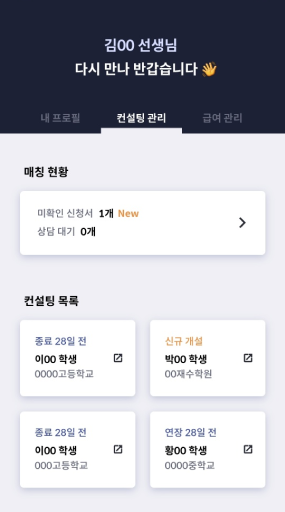 김00 선생님
다시 만나 반갑습니다 👋
내 프로필 컨설팅 관리 급여 관리
매칭 현황
미확인 신청서 1개 New
상담 대기 0개
컨설팅 목록
종료 28일 전
이00 학생
0000고등학교
신규 개설
박00 학생
00재수학원
종료 28일 전
이00 학생
000고등학교
연장 28일 전
황00 학생
0000중학교